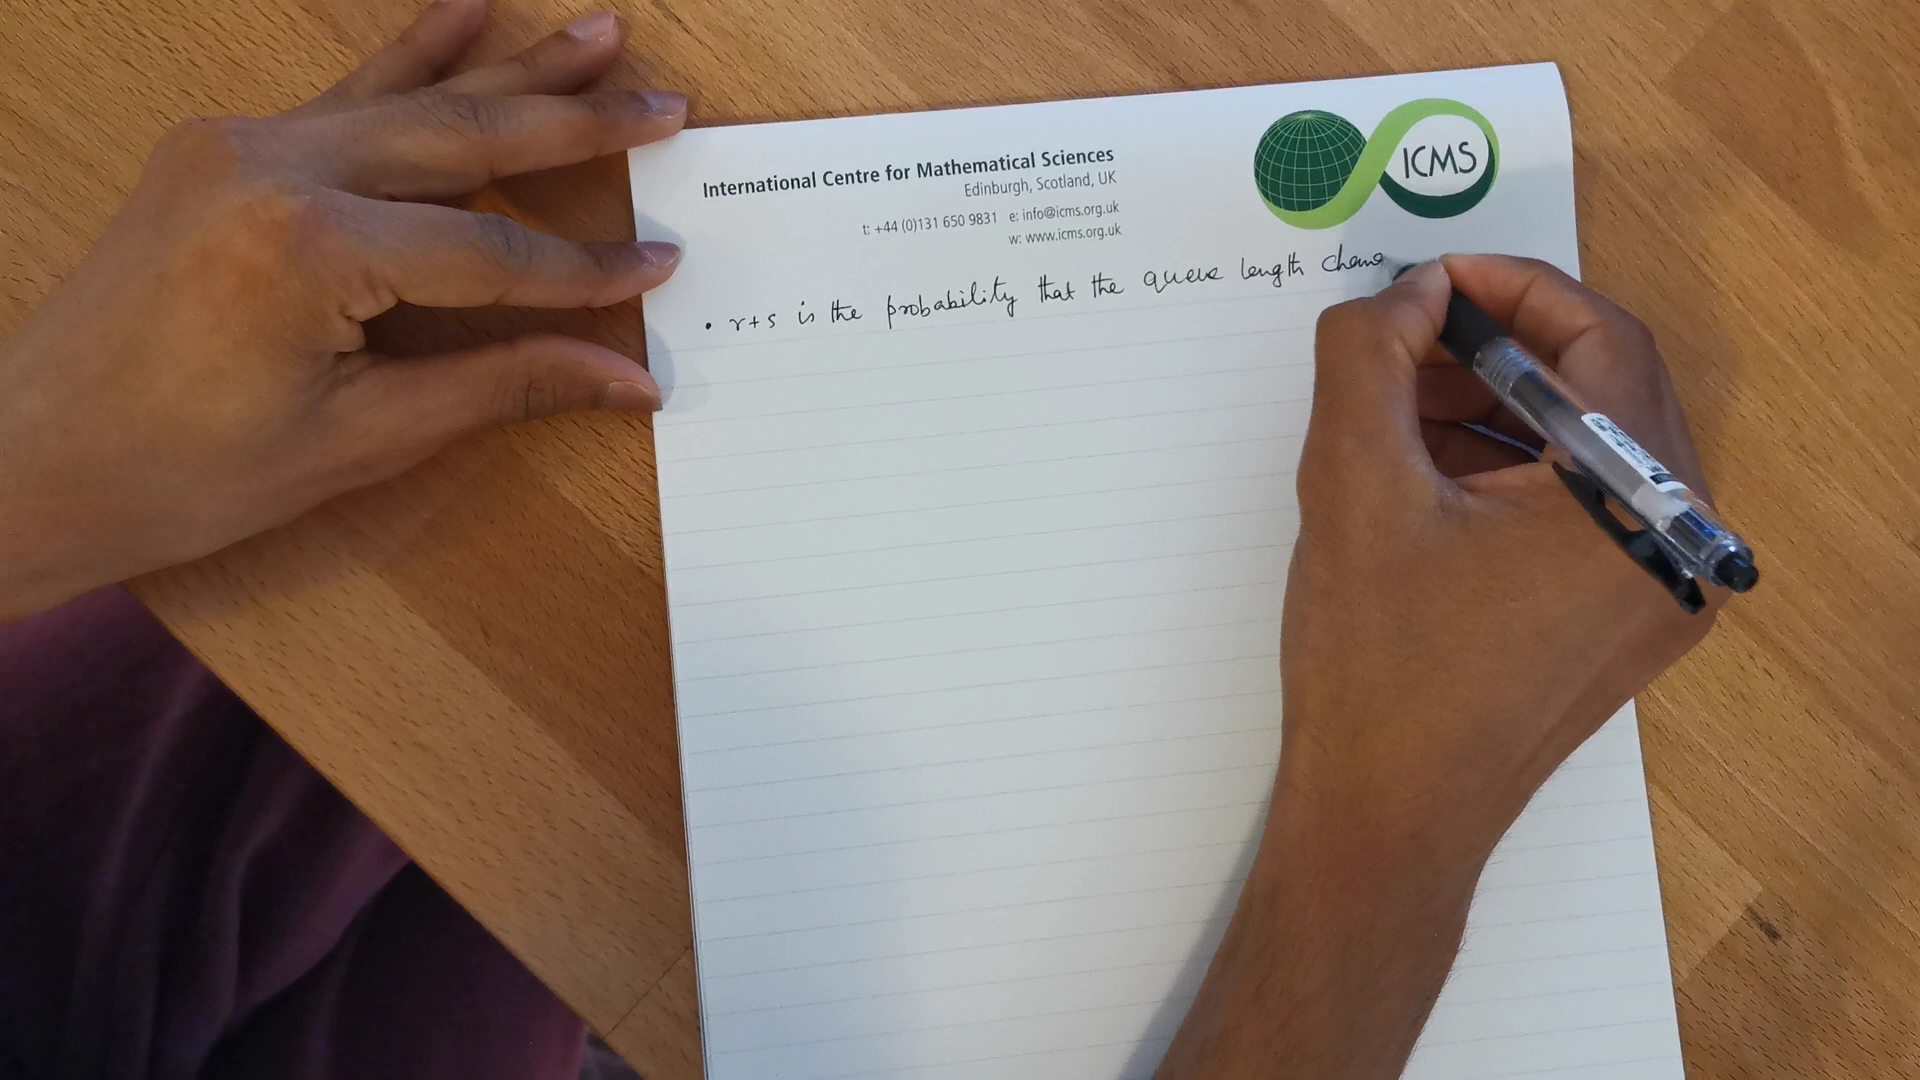 International Centre for Mathematical Sciences
Edinburgh, Scotland, UK
t: +44 (0)131 650 9831 e: info@icms.org.uk
w: www.icms.org.uk
ICMS
• r+s is the probability that the queue length chang